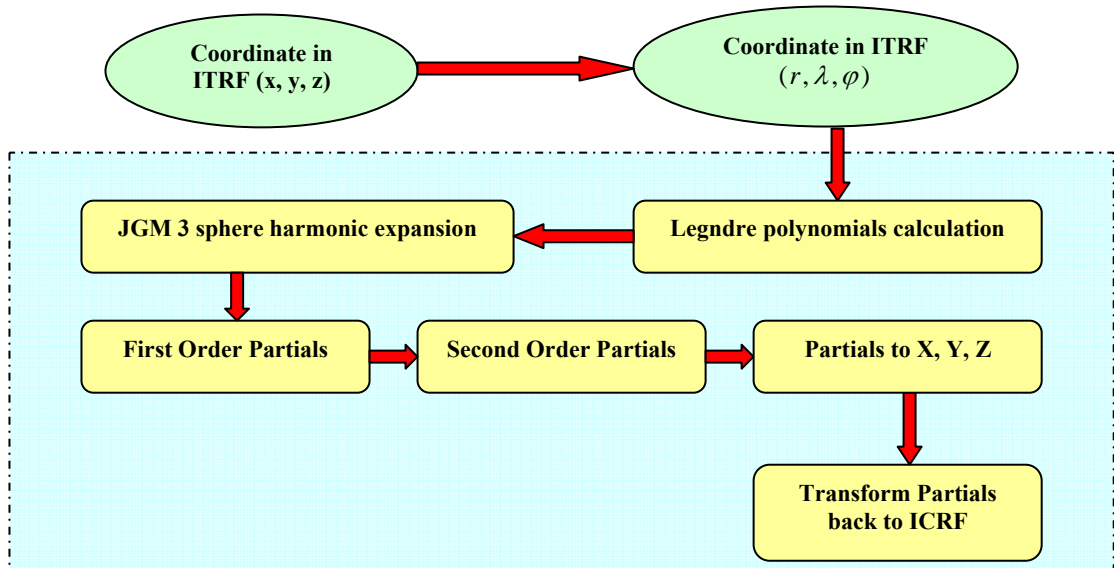 Coordinate in
ITRF (x, y, z)
Coordinate in ITRF
(r, λ, φ)
Legndre polynomials calculation
JGM 3 sphere harmonic expansion
First Order Partials
Second Order Partials
Partials to X, Y, Z
Transform Partials
back to ICRF